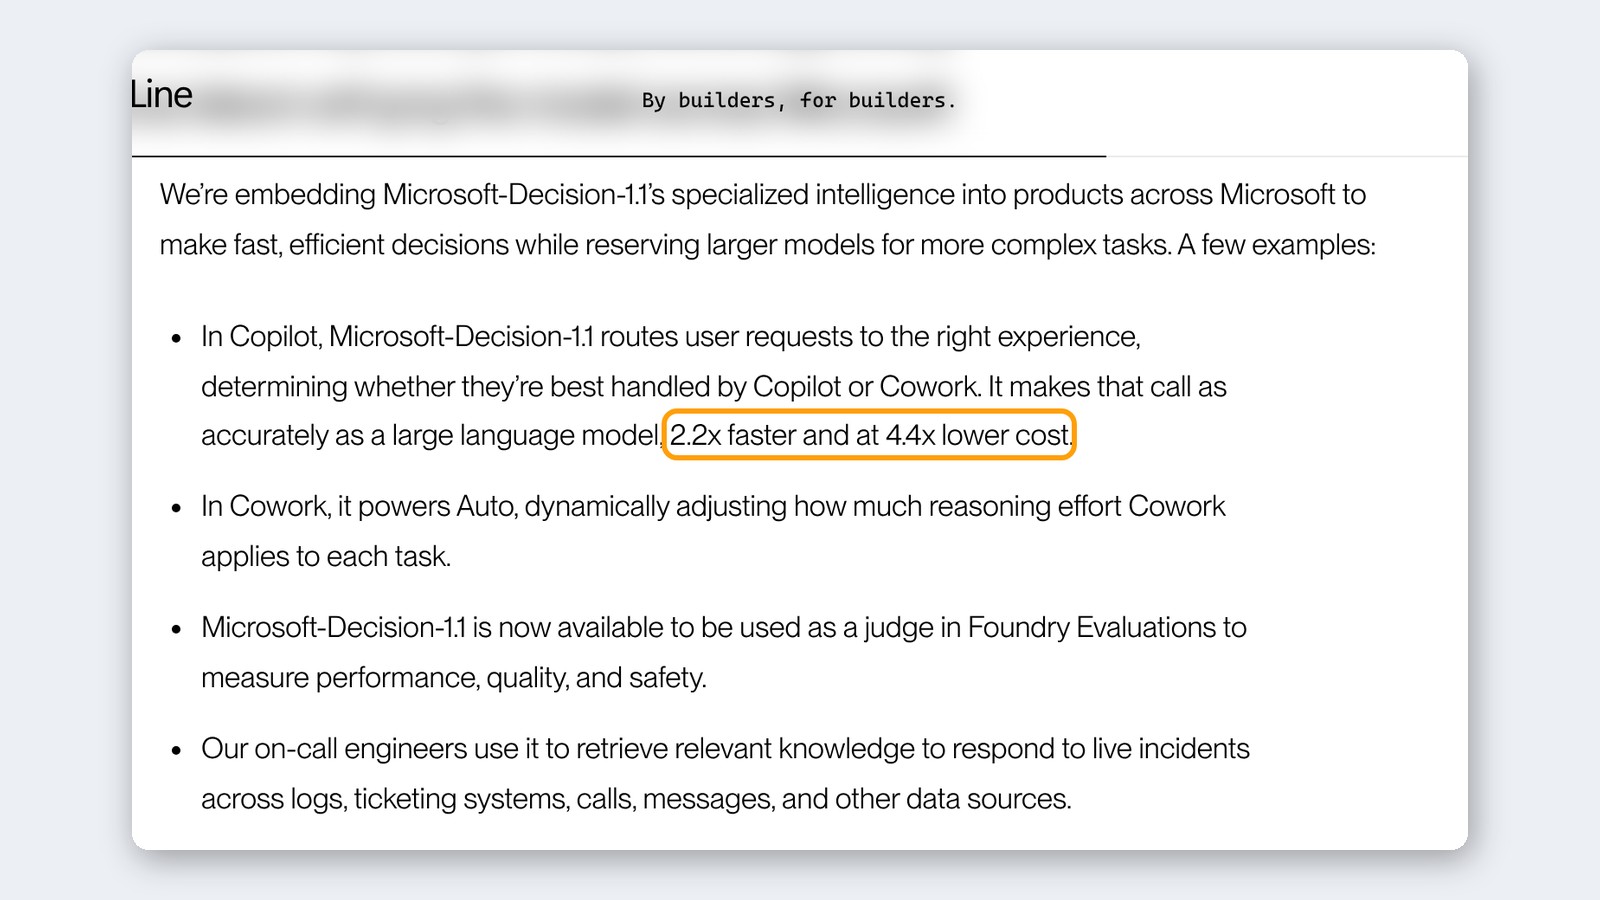 Line
By builders, for builders.
We're embedding Microsoft-Decision-1.1's specialized intelligence into products across Microsoft to
make fast, efficient decisions while reserving larger models for more complex tasks. A few examples:
• In Copilot, Microsoft-Decision-1.1 routes user requests to the right experience,
determining whether they're best handled by Copilot or Cowork. It makes that call as
accurately as a large language model, 2.2x faster and at 4.4x lower cost.
• In Cowork, it powers Auto, dynamically adjusting how much reasoning effort Cowork
applies to each task.
• Microsoft-Decision-1.1 is now available to be used as a judge in Foundry Evaluations to
measure performance, quality, and safety.
• Our on-call engineers use it to retrieve relevant knowledge to respond to live incidents
across logs, ticketing systems, calls, messages, and other data sources.